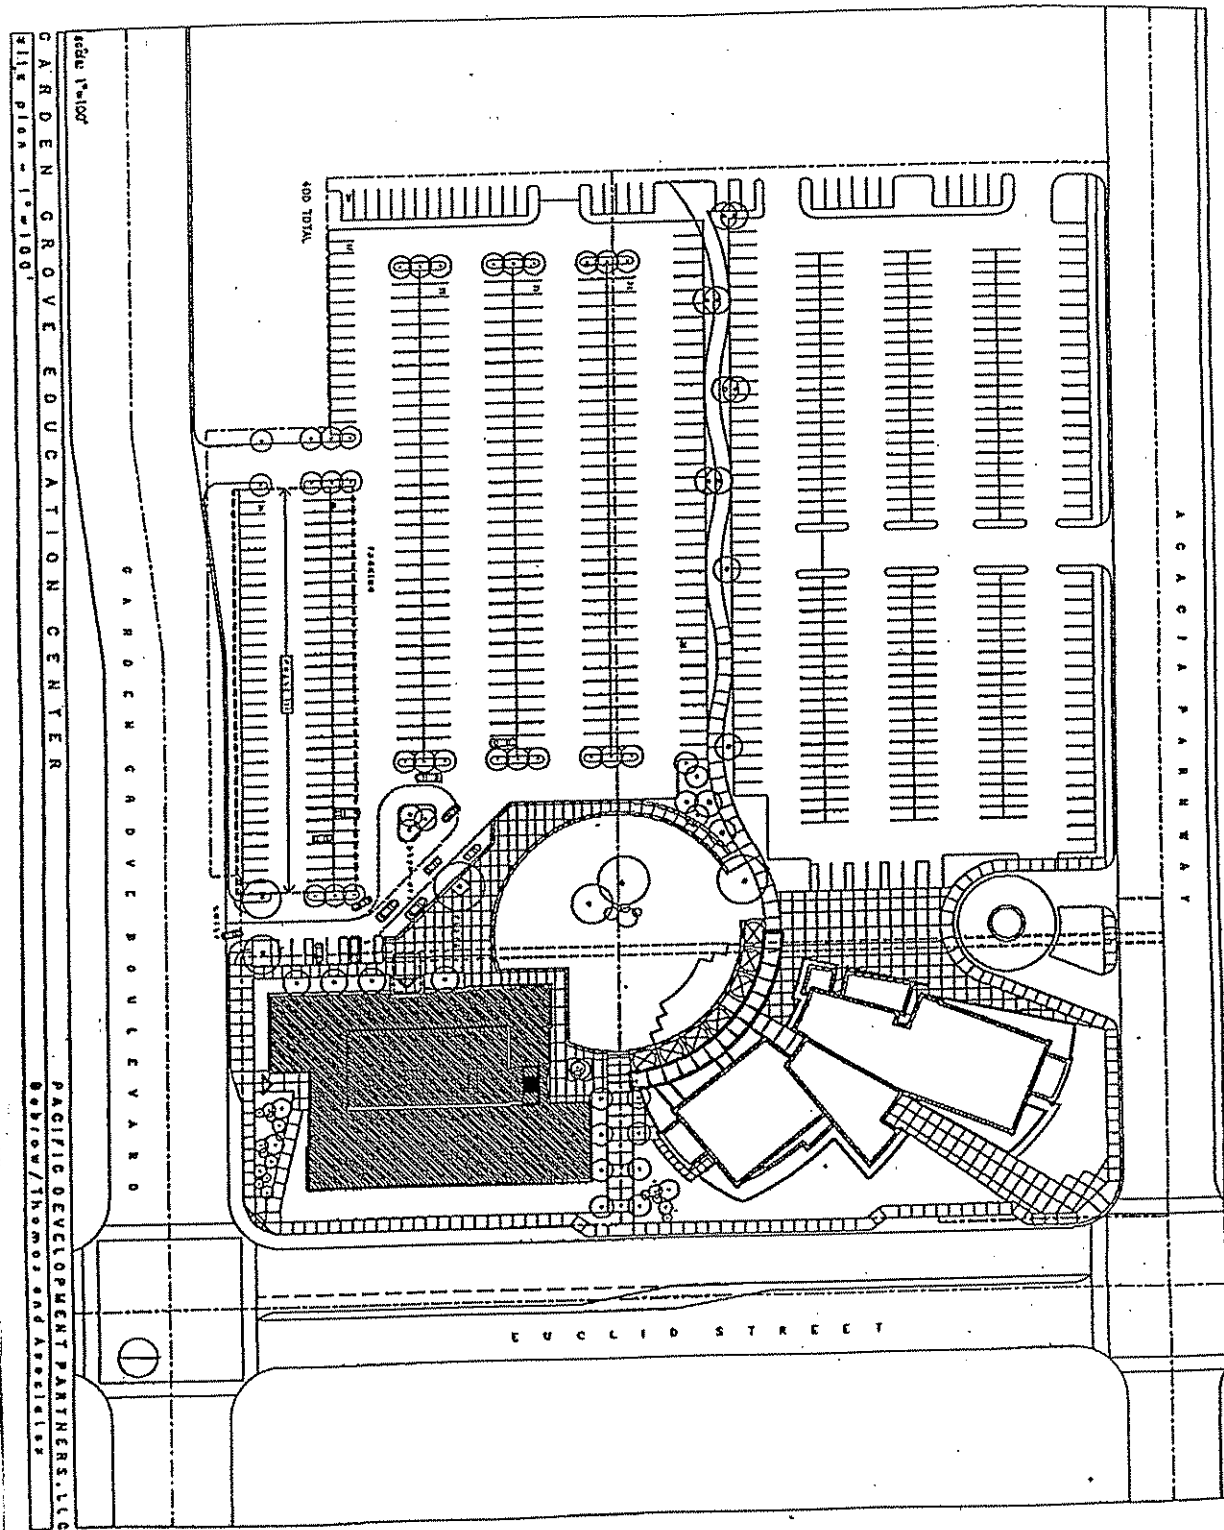 scale: 1"=100'
GARDEN GROVE EDUCATION CENTER
site plan - 1"=100'
PACIFIC DEVELOPMENT PARTNERS, LLC
Bobrow/Thomas and Associates
400 TOTAL
parking
GARDEN GROVE BOULEVARD
ACACIA PARKWAY
EUCLID STREET